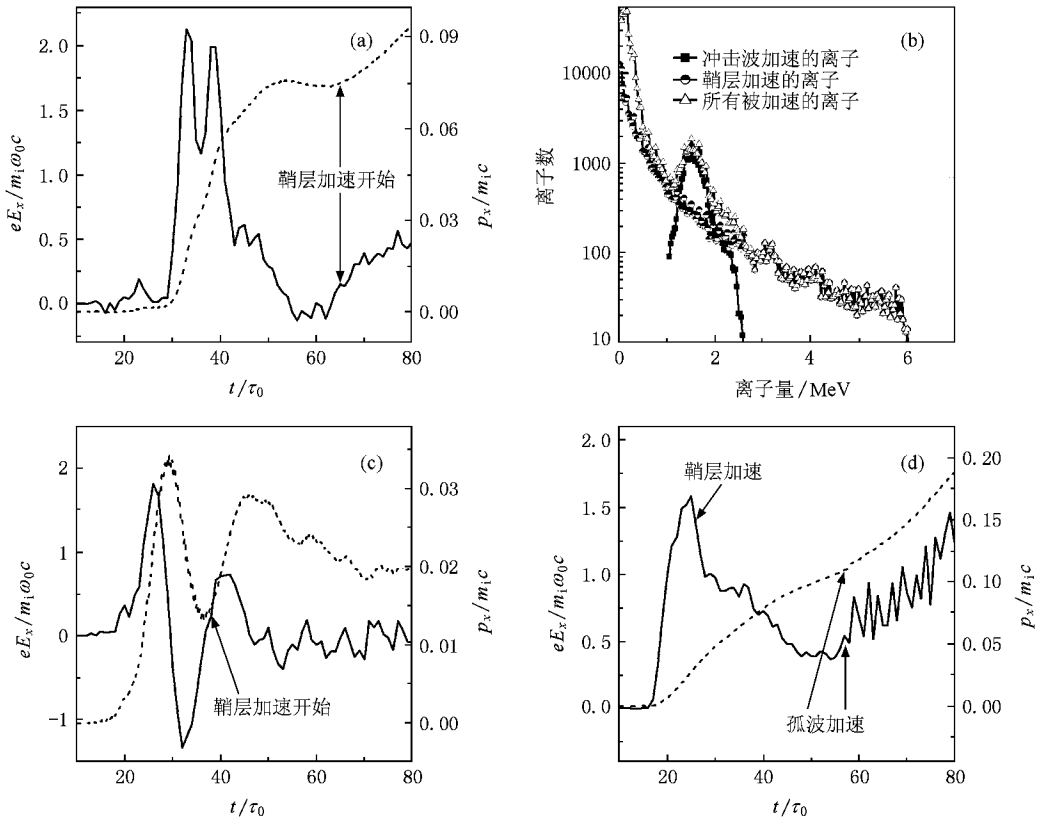 (a)
eEx/miω0c
2.0
1.5
1.0
0.5
0.0
0.09
0.06
0.03
0.00
px/mic
鞘层加速开始
20
40
60
80
t/τ0
(b)
离子数
10000
1000
100
10
冲击波加速的离子
鞘层加速的离子
所有被加速的离子
0
2
4
6
离子量/MeV
(c)
eEx/miω0c
2
1
0
-1
0.03
0.02
0.01
0.00
px/mic
鞘层加速开始
20
40
60
80
t/τ0
(d)
eEx/miω0c
2.0
1.5
1.0
0.5
0.0
0.20
0.15
0.10
0.05
0.00
px/mic
鞘层加速
孤波加速
20
40
60
80
t/τ0